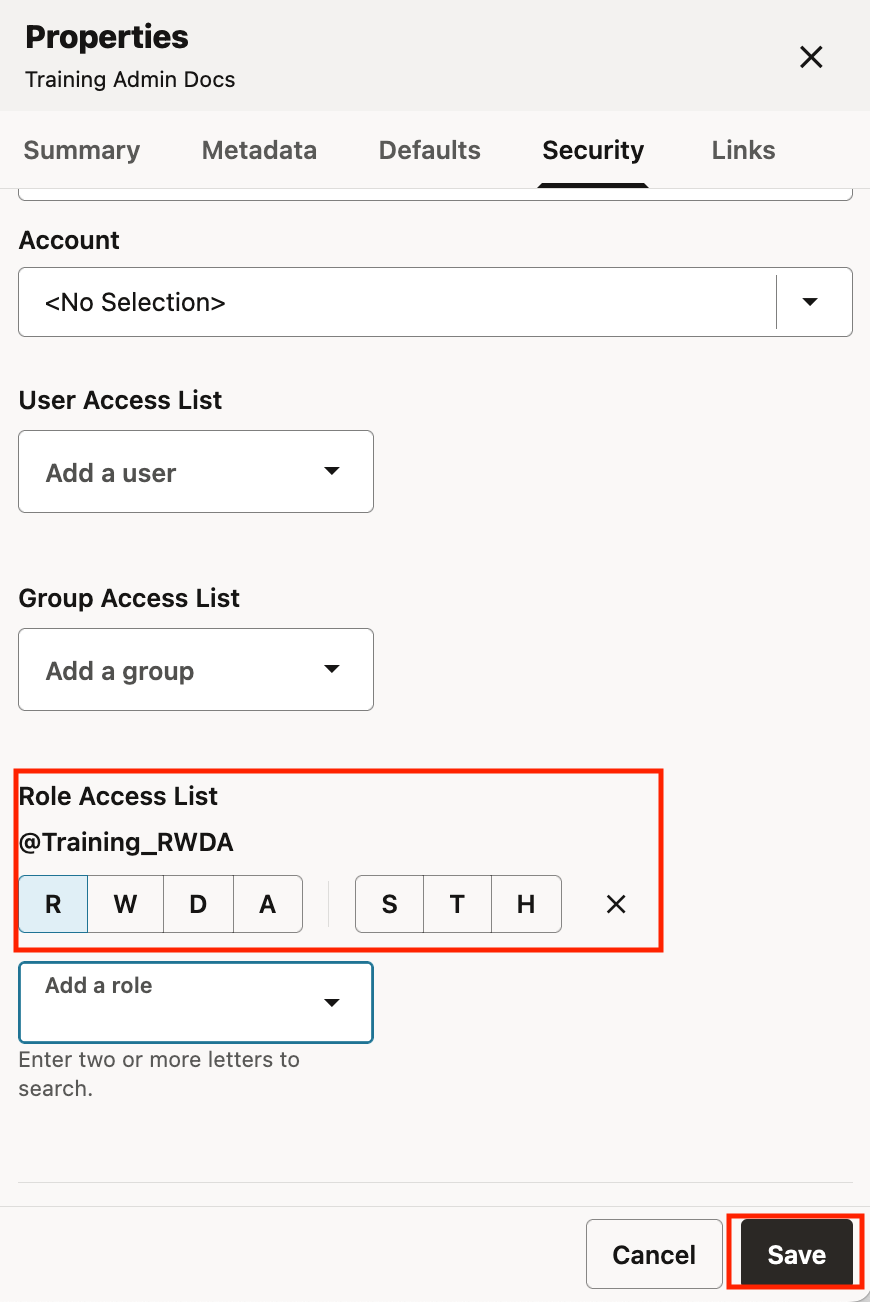 Properties
Training Admin Docs
Summary Metadata Defaults Security Links
Account
<No Selection>
User Access List
Add a user
Group Access List
Add a group
Role Access List
@Training_RWDA
R W D A S T H
Add a role
Enter two or more letters to
search.
Cancel Save